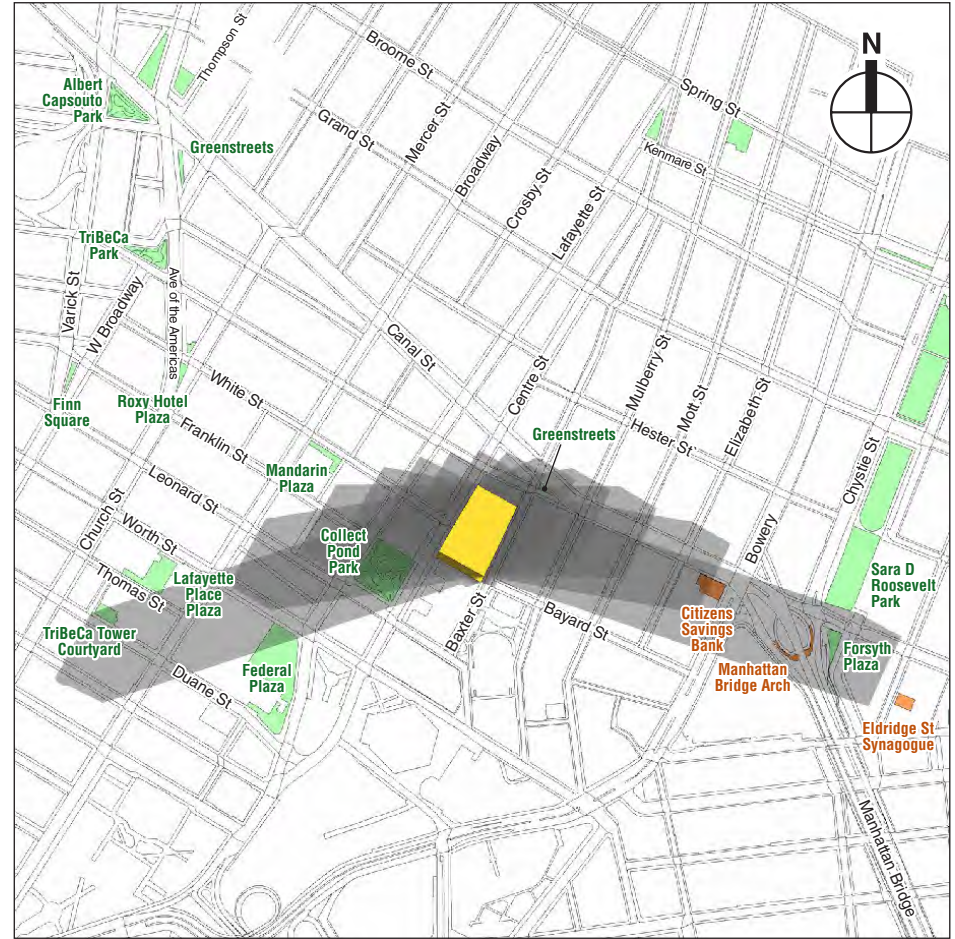 Thompson St
Broome St
N
Albert
Capsouto
Park
Spring St
Grand St
Mercer St
Greenstreets
Broadway
Kenmare St
Crosby St
Lafayette St
TriBeCa
Park
Varick St
W Broadway
Ave of the Americas
Canal St
Centre St
Mulberry St
Mott St
Elizabeth St
White St
Finn
Square
Roxy Hotel
Plaza
Hester St
Franklin St
Greenstreets
Chystie St
Mandarin
Plaza
Leonard St
Church St
Worth St
Collect
Pond
Park
Bowery
Thomas St
Lafayette
Place
Plaza
Sara D
Roosevelt
Park
Baxter St
Bayard St
Citizens
Savings
Bank
TriBeCa Tower
Courtyard
Duane St
Federal
Plaza
Manhattan
Bridge Arch
Forsyth
Plaza
Eldridge St
Synagogue
Manhattan Bridge